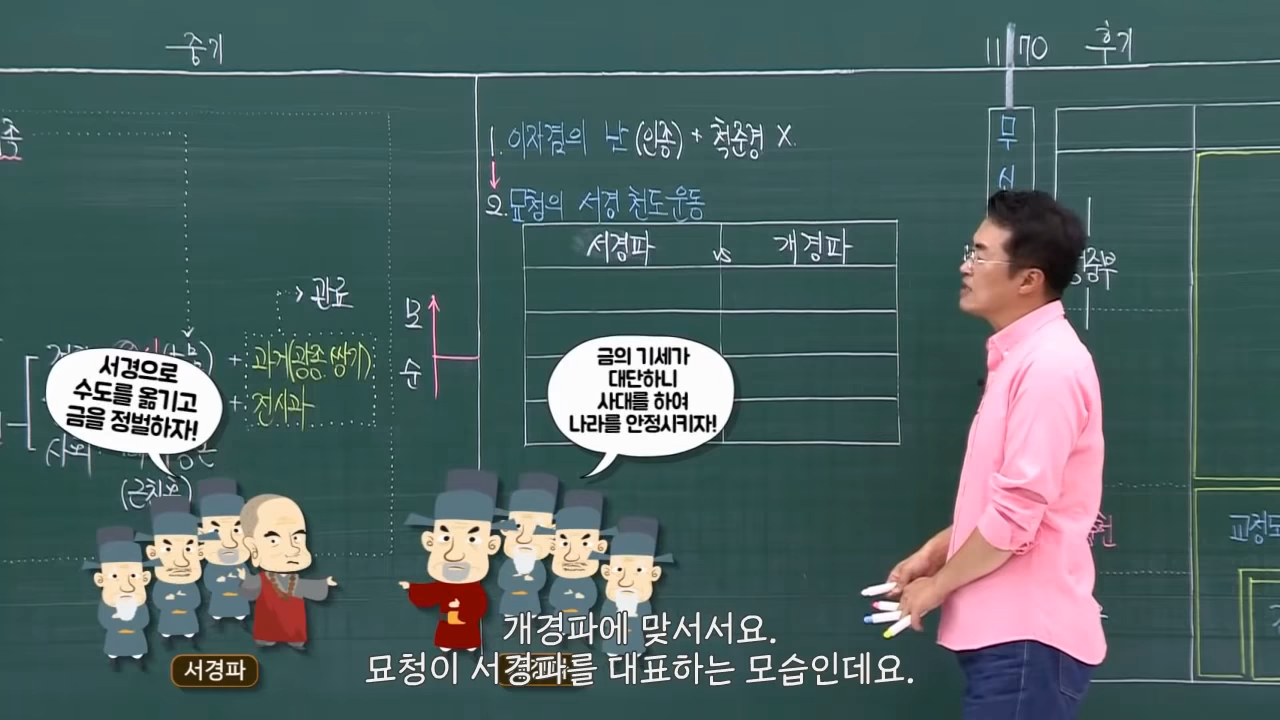 중기
1170 후기
1. 이자겸의 난 (인종) + 척준경 X.
2. 묘청의 서경 천도운동
서경파 vs 개경파
무
→ 관료
모
순
+ 과거(광종.쌍기)
+ 전시과
서경으로
수도를 옮기고
금을 정벌하자!
금의 기세가
대단하니
사대를 하여
나라를 안정시키자!
교정도
개경파에 맞서서요.
묘청이 서경파를 대표하는 모습인데요.
서경파